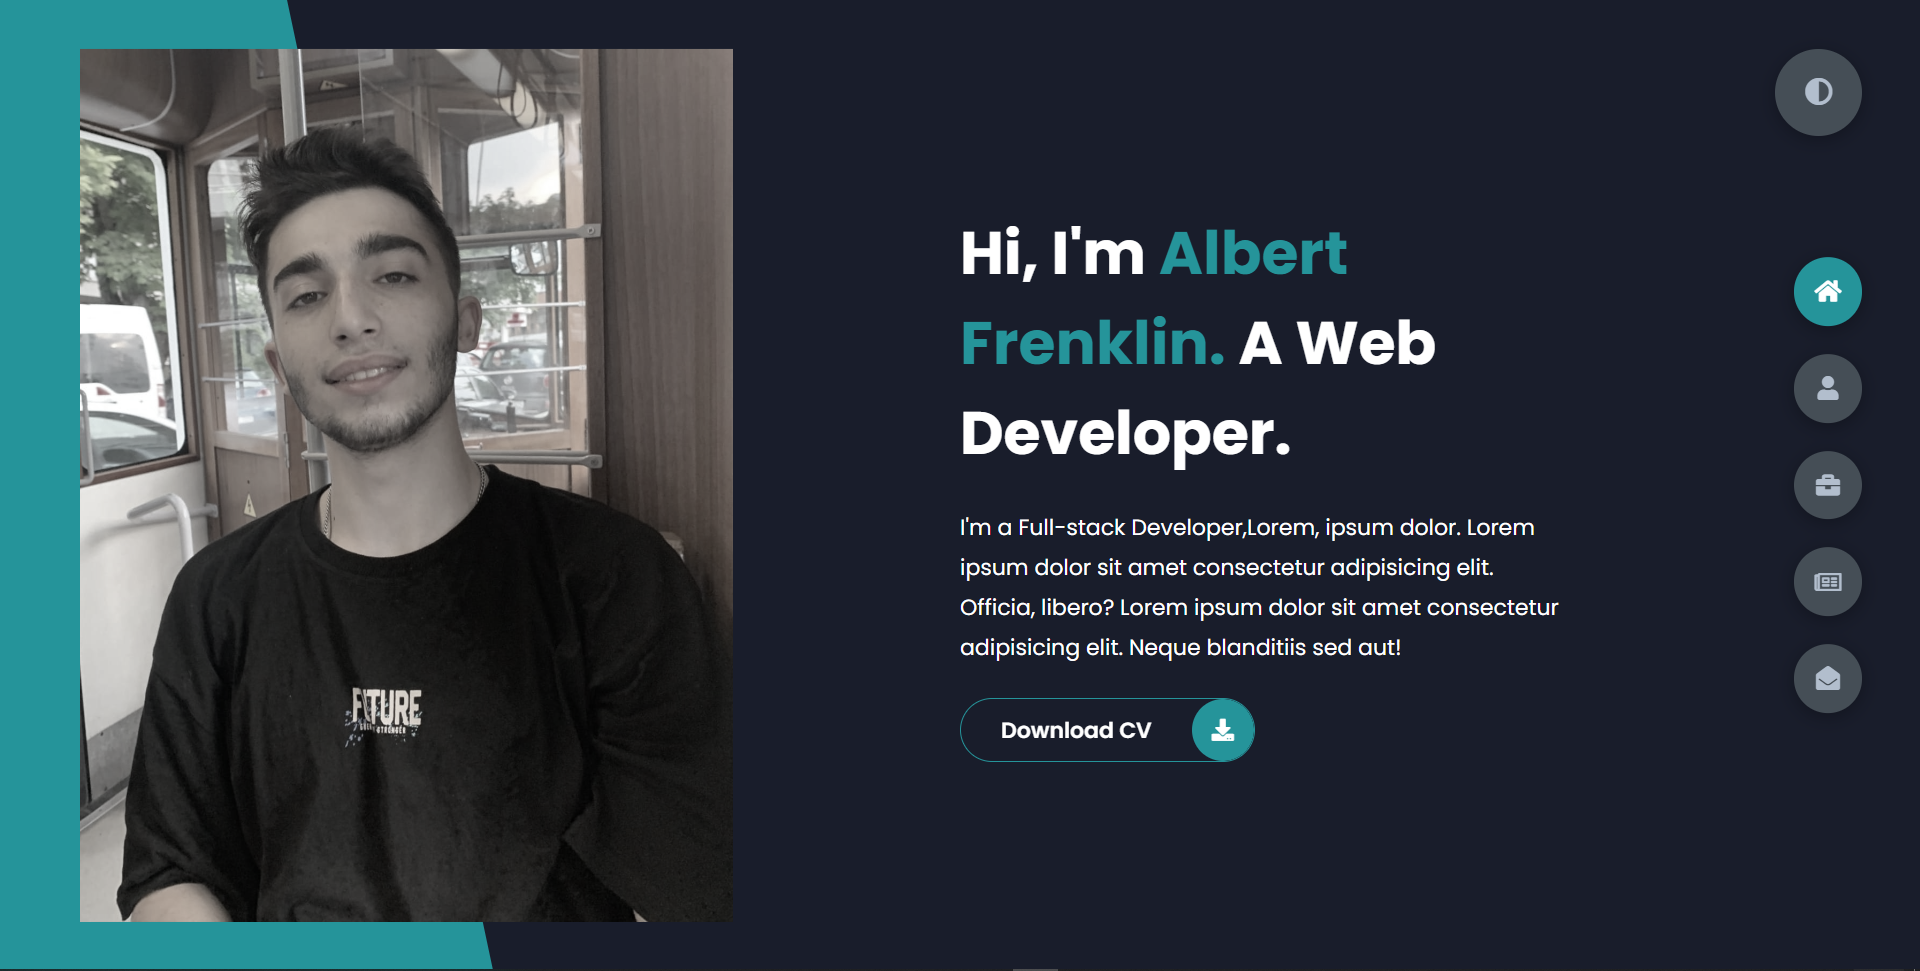 Hi, I'm Albert
Frenklin. A Web
Developer.
I'm a Full-stack Developer,Lorem, ipsum dolor. Lorem
ipsum dolor sit amet consectetur adipisicing elit.
Officia, libero? Lorem ipsum dolor sit amet consectetur
adipisicing elit. Neque blanditiis sed aut!
Download CV
FUTURE